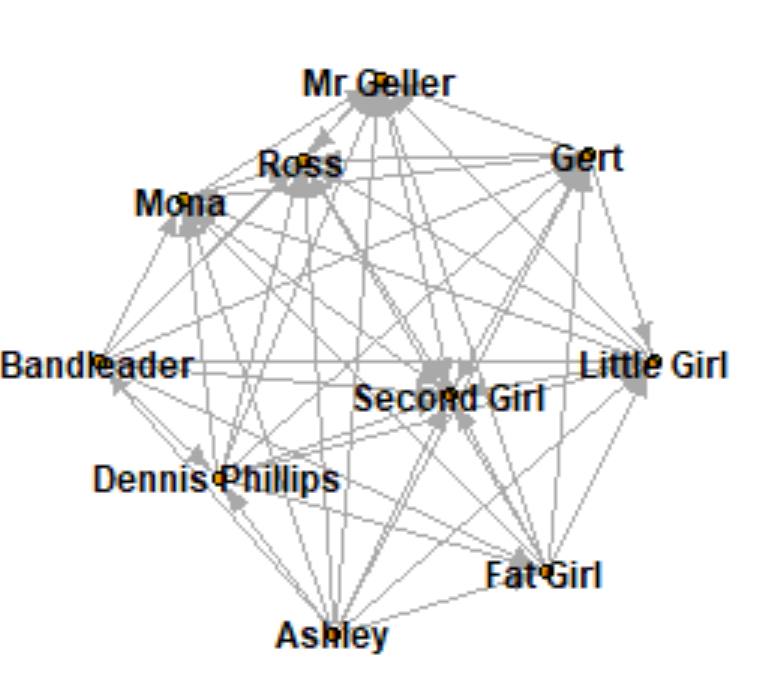 Mr Geller
Ross
Gert
Mona
Bandleader
Little Girl
Second Girl
Dennis Phillips
Fat Girl
Ashley